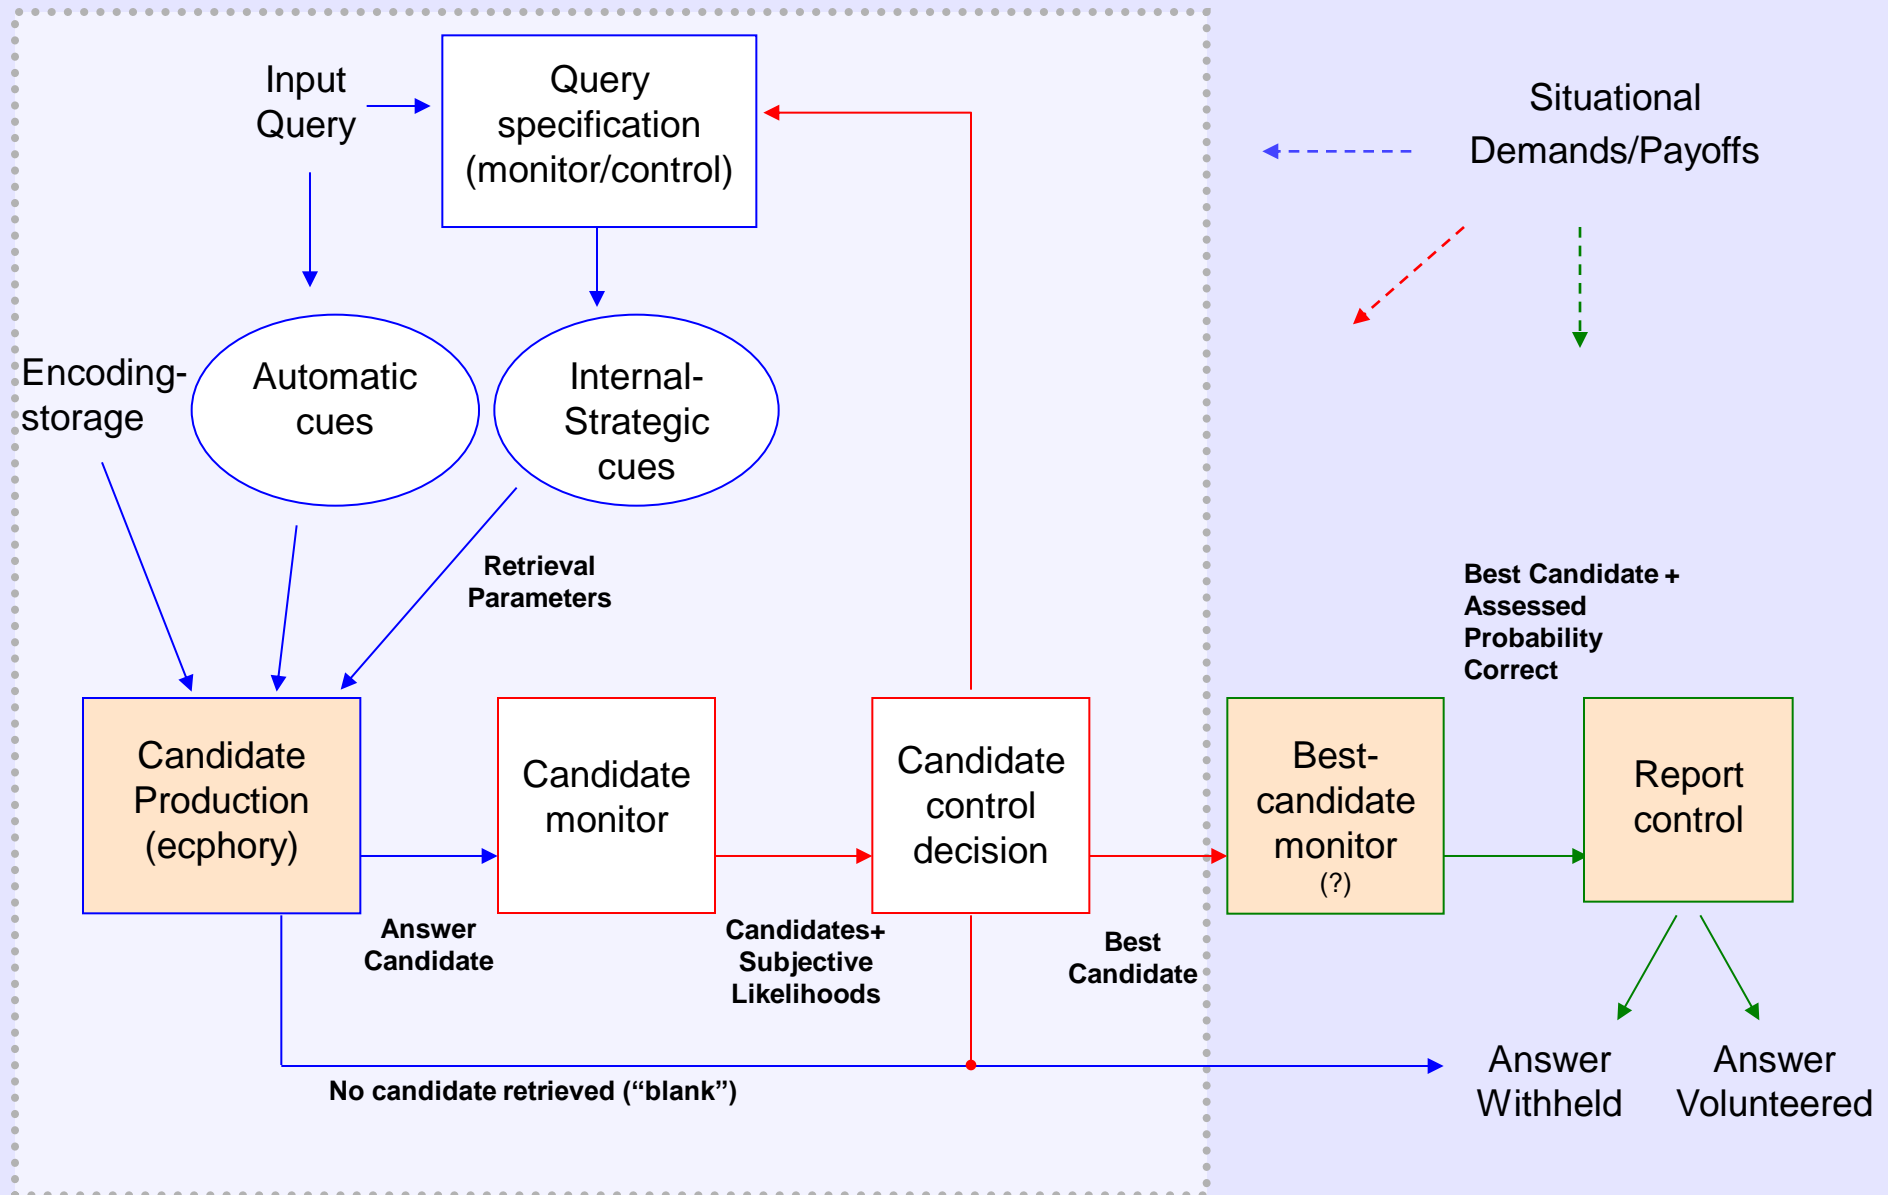 Input
Query
Query
specification
(monitor/control)
Situational
Demands/Payoffs
Encoding-
storage
Automatic
cues
Internal-
Strategic
cues
Retrieval
Parameters
Best Candidate +
Assessed
Probability
Correct
Candidate
Production
(ecphory)
Candidate
monitor
Candidate
control
decision
Best-
candidate
monitor
(?)
Report
control
Answer
Candidate
Candidates+
Subjective
Likelihoods
Best
Candidate
No candidate retrieved (“blank”)
Answer
Withheld
Answer
Volunteered